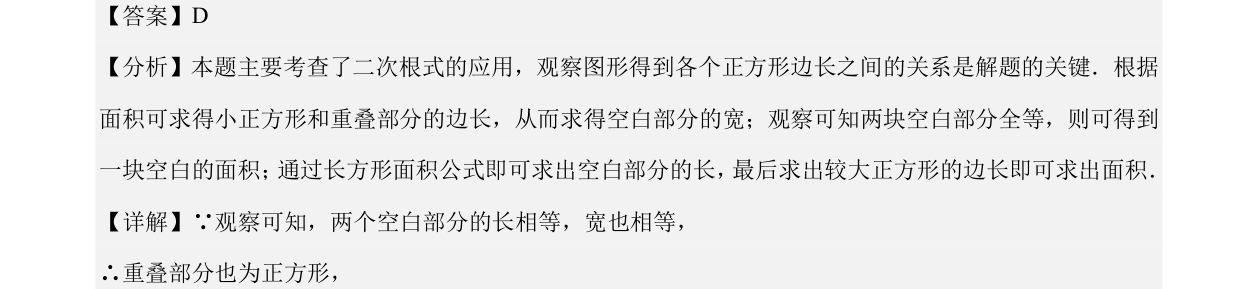 【答案】D
【分析】本题主要考查了二次根式的应用，观察图形得到各个正方形边长之间的关系是解题的关键．根据
面积可求得小正方形和重叠部分的边长，从而求得空白部分的宽；观察可知两块空白部分全等，则可得到
一块空白的面积；通过长方形面积公式即可求出空白部分的长，最后求出较大正方形的边长即可求出面积．
【详解】∵观察可知，两个空白部分的长相等，宽也相等，
∴重叠部分也为正方形，